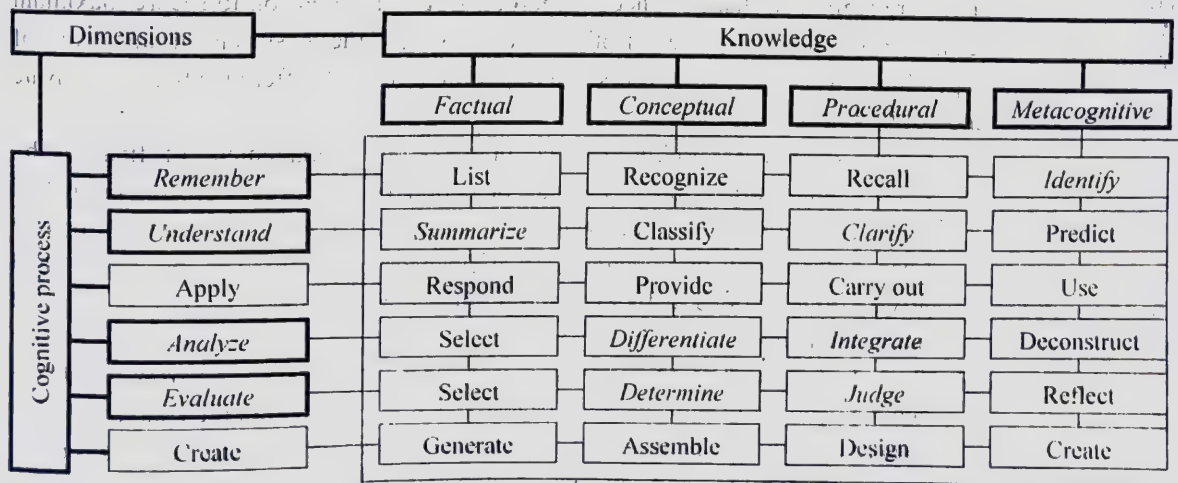 Dimensions Knowledge
Factual Conceptual Procedural Metacognitive
Cognitive process
Remember List Recognize Recall Identify
Understand Summarize Classify Clarify Predict
Apply Respond Provide Carry out Use
Analyze Select Differentiate Integrate Deconstruct
Evaluate Select Determine Judge Reflect
Create Generate Assemble Design Create